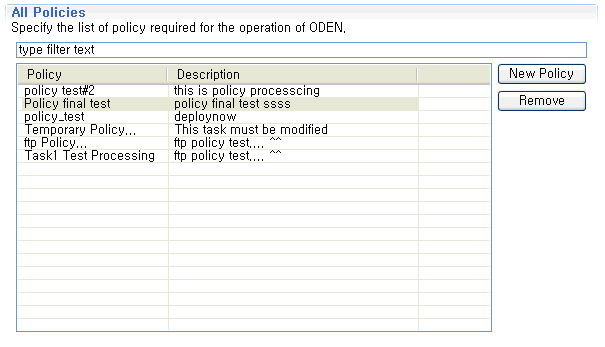 All Policies
Specify the list of policy required for the operation of ODEN.
type filter text
Policy Description
policy test#2 this is policy processcing
Policy final test policy final test ssss
policy_test deploynow
Temporary Policy... This task must be modified
ftp Policy... ftp policy test.... ^^
Task1 Test Processing ftp policy test.... ^^
New Policy
Remove